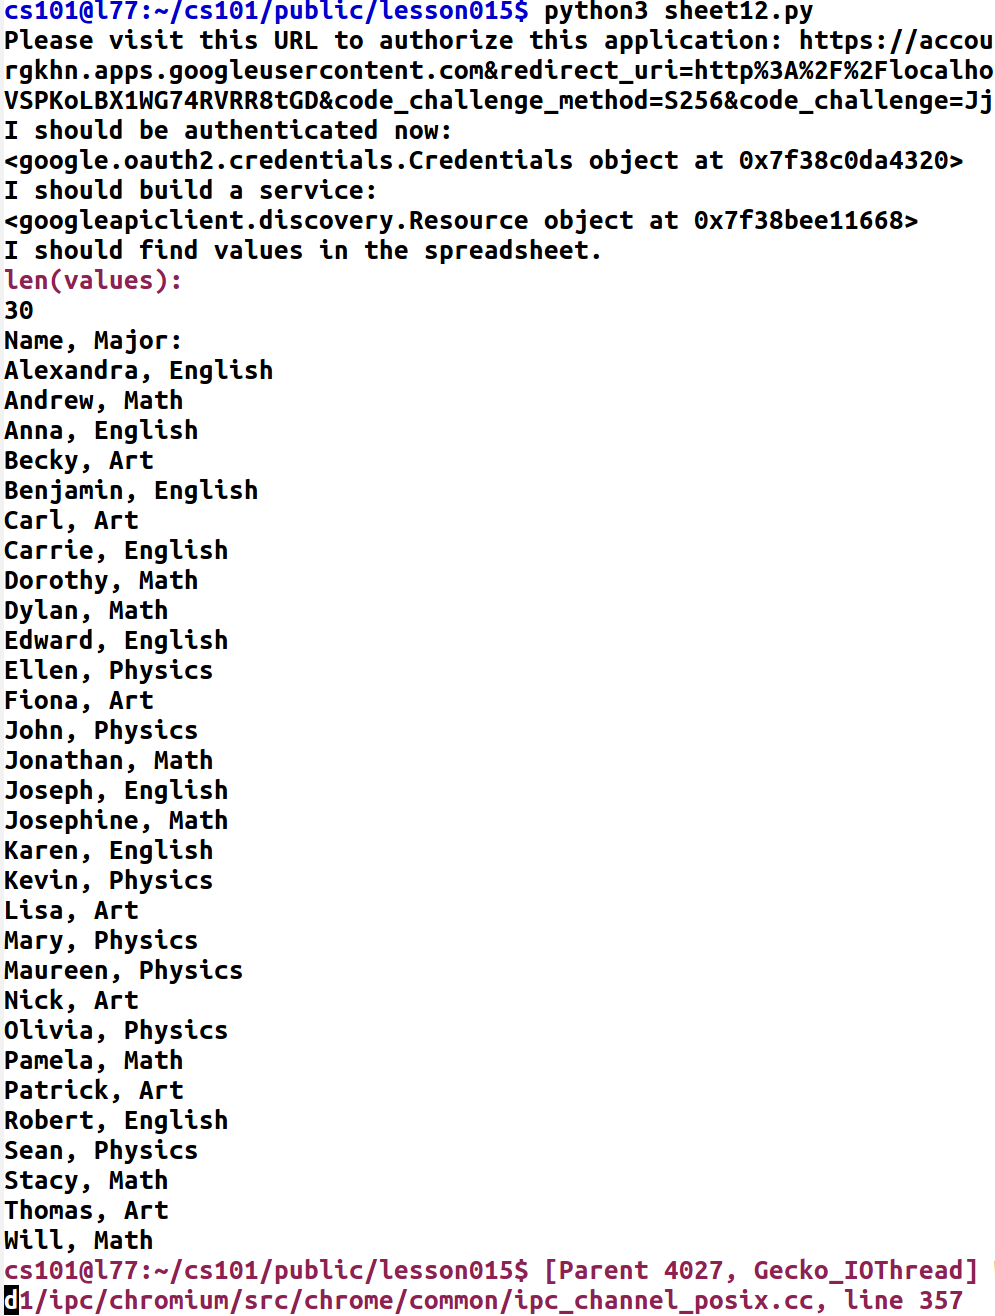 cs101@l77:~/cs101/public/lesson015$ python3 sheet12.py
Please visit this URL to authorize this application: https://accou
rgkhn.apps.googleusercontent.com&redirect_uri=http%3A%2F%2Flocalho
VSPKoLBX1WG74RVRR8tGD&code_challenge_method=S256&code_challenge=Jj
I should be authenticated now:
<google.oauth2.credentials.Credentials object at 0x7f38c0da4320>
I should build a service:
<googleapiclient.discovery.Resource object at 0x7f38bee11668>
I should find values in the spreadsheet.
len(values):
30
Name, Major:
Alexandra, English
Andrew, Math
Anna, English
Becky, Art
Benjamin, English
Carl, Art
Carrie, English
Dorothy, Math
Dylan, Math
Edward, English
Ellen, Physics
Fiona, Art
John, Physics
Jonathan, Math
Joseph, English
Josephine, Math
Karen, English
Kevin, Physics
Lisa, Art
Mary, Physics
Maureen, Physics
Nick, Art
Olivia, Physics
Pamela, Math
Patrick, Art
Robert, English
Sean, Physics
Stacy, Math
Thomas, Art
Will, Math
cs101@l77:~/cs101/public/lesson015$ [Parent 4027, Gecko_IOThread]
d1/ipc/chromium/src/chrome/common/ipc_channel_posix.cc, line 357